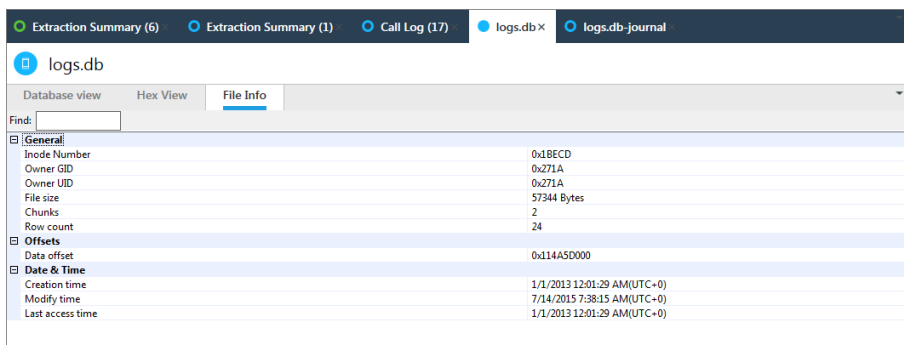 Extraction Summary (6) × Extraction Summary (1) × Call Log (17) × logs.db × logs.db-journal ×
logs.db
Database view Hex View File Info
Find:
General
Inode Number 0x1BECD
Owner GID 0x271A
Owner UID 0x271A
File size 57344 Bytes
Chunks 2
Row count 24
Offsets
Data offset 0x114A5D000
Date & Time
Creation time 1/1/2013 12:01:29 AM(UTC+0)
Modify time 7/14/2015 7:38:15 AM(UTC+0)
Last access time 1/1/2013 12:01:29 AM(UTC+0)